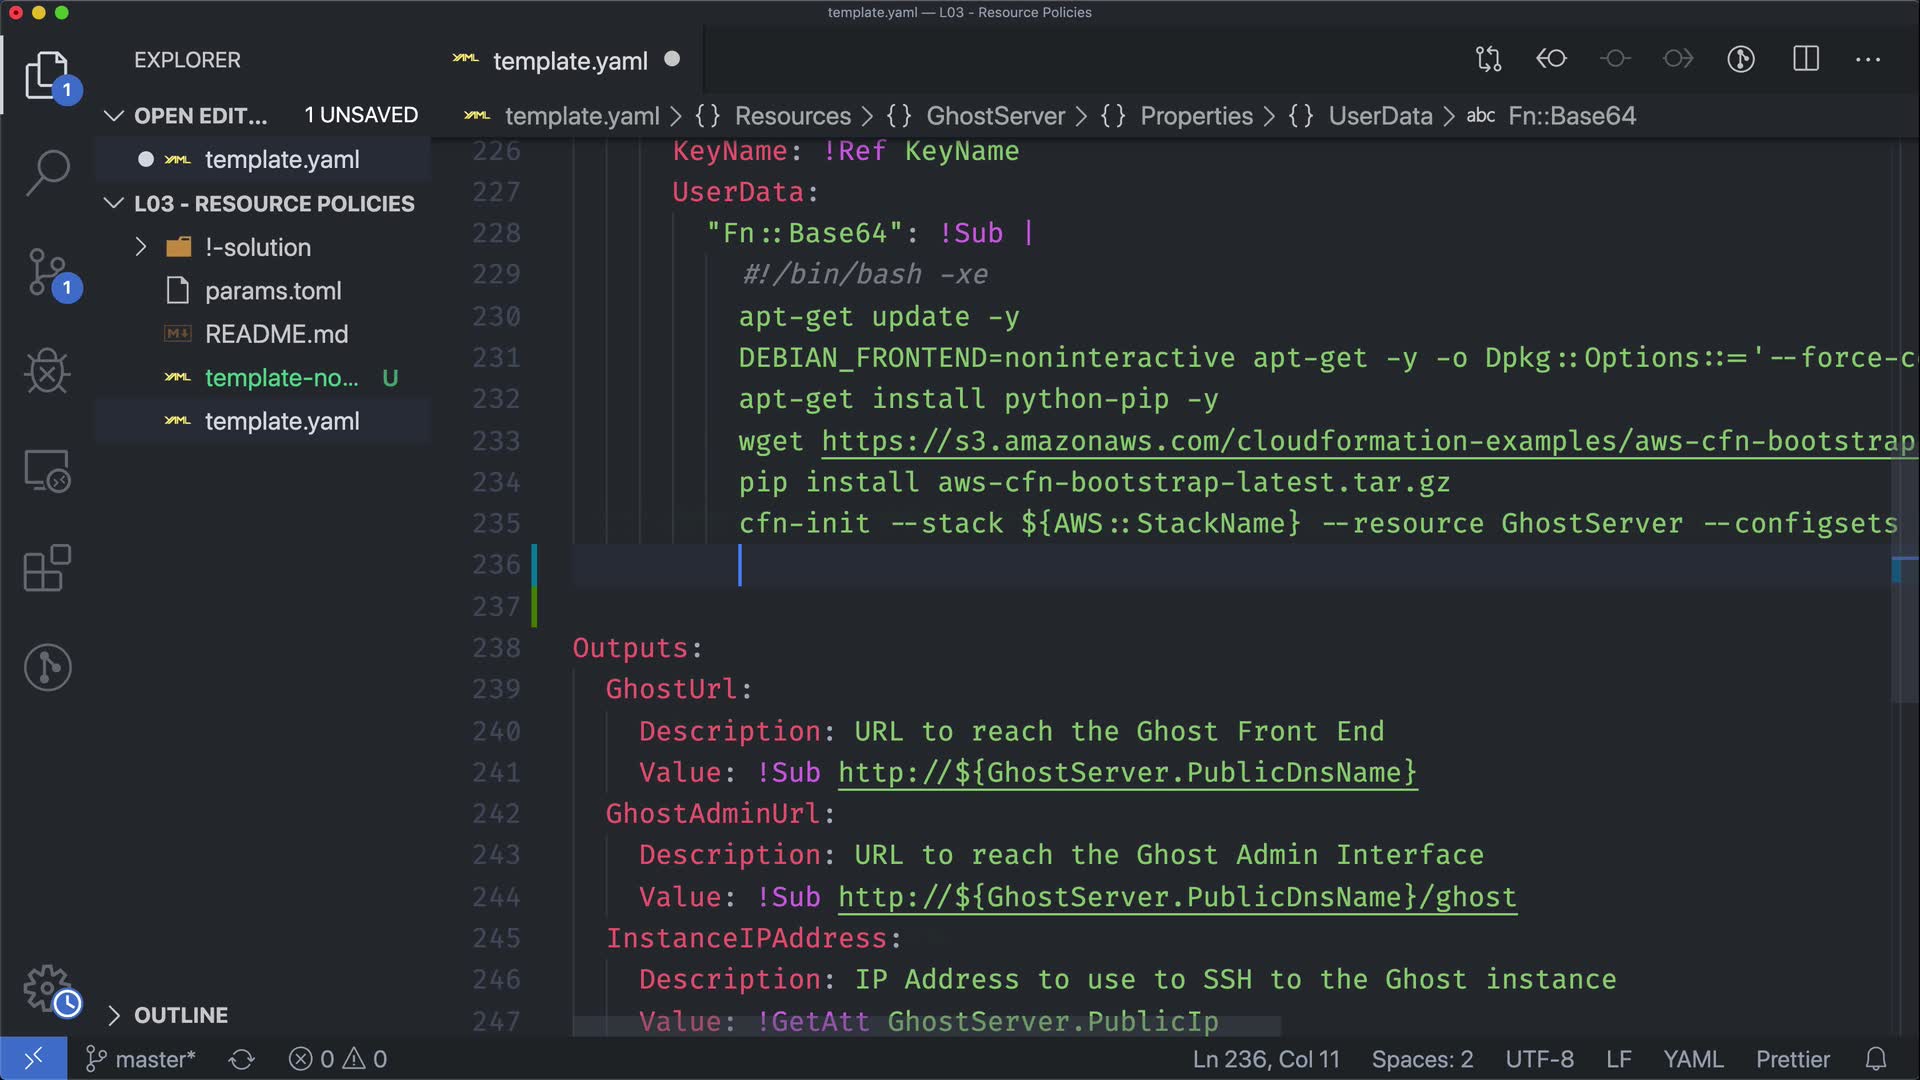 template.yaml — L03 - Resource Policies
EXPLORER
template.yaml
1
OPEN EDIT... 1 UNSAVED
template.yaml > {} Resources > {} GhostServer > {} Properties > {} UserData > abc Fn::Base64
template.yaml
L03 - RESOURCE POLICIES
!-solution
1
params.toml
README.md
template-no... U
template.yaml
226 KeyName: !Ref KeyName
227 UserData:
228 "Fn::Base64": !Sub |
229 #!/bin/bash -xe
230 apt-get update -y
231 DEBIAN_FRONTEND=noninteractive apt-get -y -o Dpkg::Options::='--force-c
232 apt-get install python-pip -y
233 wget https://s3.amazonaws.com/cloudformation-examples/aws-cfn-bootstrap
234 pip install aws-cfn-bootstrap-latest.tar.gz
235 cfn-init --stack ${AWS::StackName} --resource GhostServer --configsets
236
237
238 Outputs:
239 GhostUrl:
240 Description: URL to reach the Ghost Front End
241 Value: !Sub http://${GhostServer.PublicDnsName}
242 GhostAdminUrl:
243 Description: URL to reach the Ghost Admin Interface
244 Value: !Sub http://${GhostServer.PublicDnsName}/ghost
245 InstanceIPAddress:
246 Description: IP Address to use to SSH to the Ghost instance
247 Value: !GetAtt GhostServer.PublicIp
OUTLINE
master* 0 0 Ln 236, Col 11 Spaces: 2 UTF-8 LF YAML Prettier